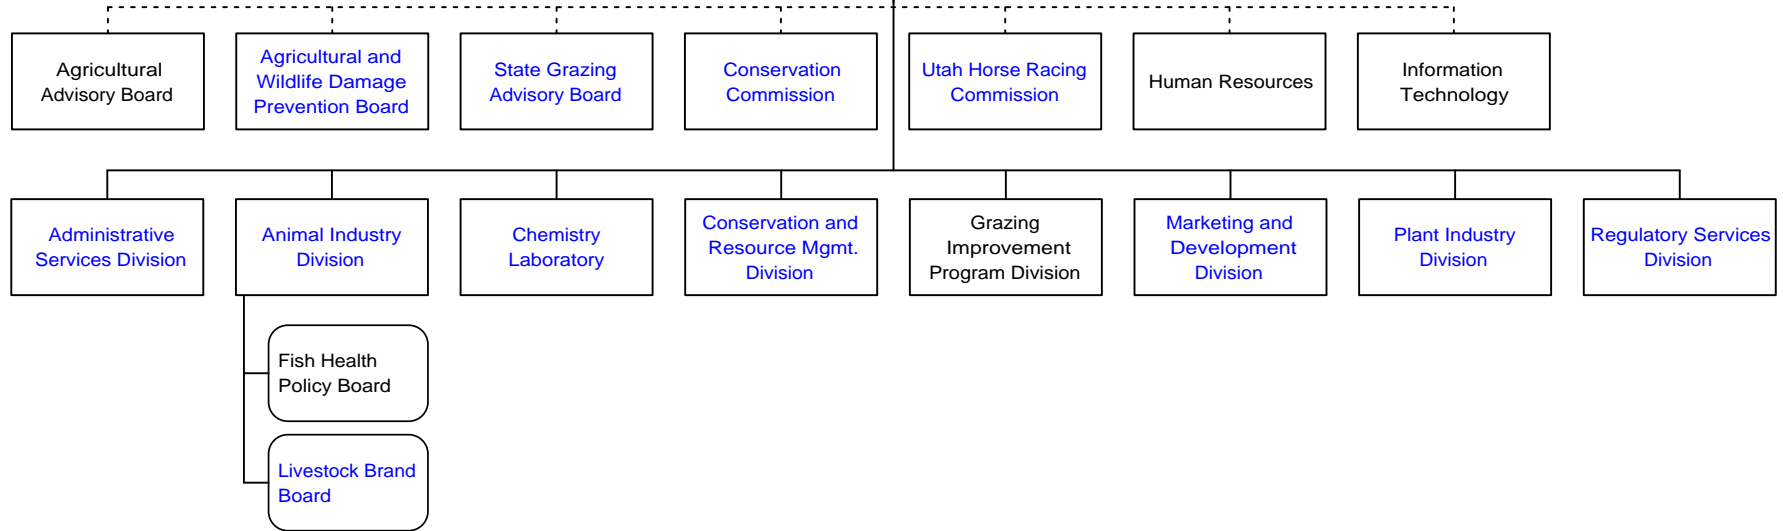 Agricultural
Advisory Board
Agricultural and
Wildlife Damage
Prevention Board
State Grazing
Advisory Board
Conservation
Commission
Utah Horse Racing
Commission
Human Resources
Information
Technology
Administrative
Services Division
Animal Industry
Division
Chemistry
Laboratory
Conservation and
Resource Mgmt.
Division
Grazing
Improvement
Program Division
Marketing and
Development
Division
Plant Industry
Division
Regulatory Services
Division
Fish Health
Policy Board
Livestock Brand
Board